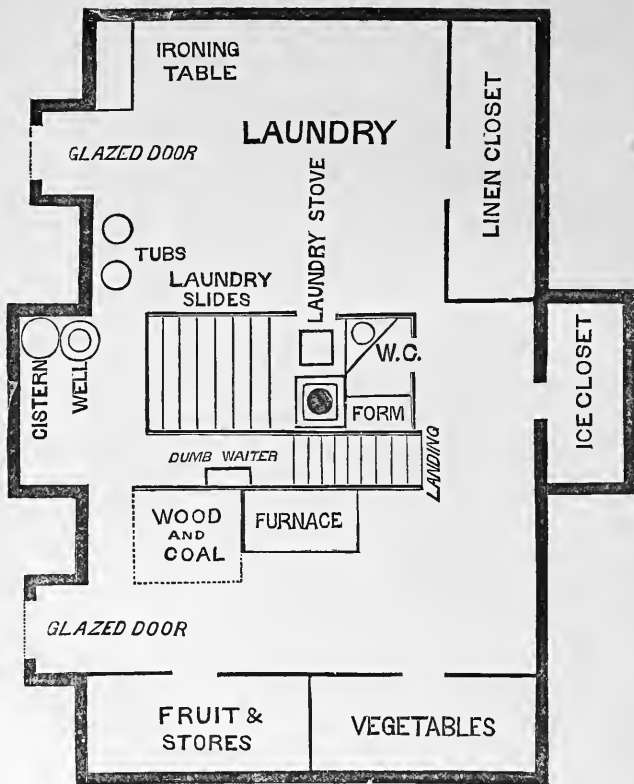 IRONING
TABLE
LAUNDRY
GLAZED DOOR
LINEN CLOSET
LAUNDRY STOVE
TUBS
LAUNDRY
SLIDES
W.C.
CISTERN
WELL
ICE CLOSET
FORM
DUMB WAITER
LANDING
WOOD
AND
COAL
FURNACE
GLAZED DOOR
FRUIT &
STORES
VEGETABLES